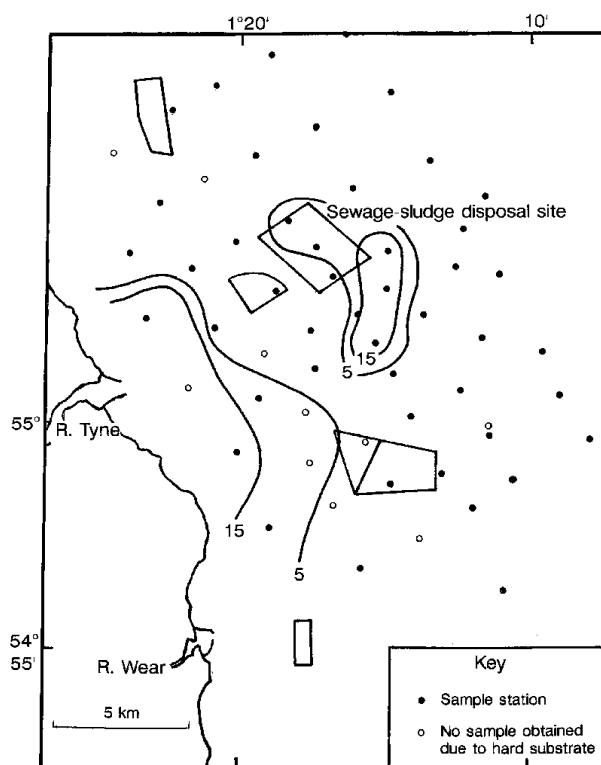 1°20'
10'
Sewage-sludge disposal site
15
5
55°
R. Tyne
15
5
54°
55'
R. Wear
5 km
Key
Sample station
No sample obtained
due to hard substrate